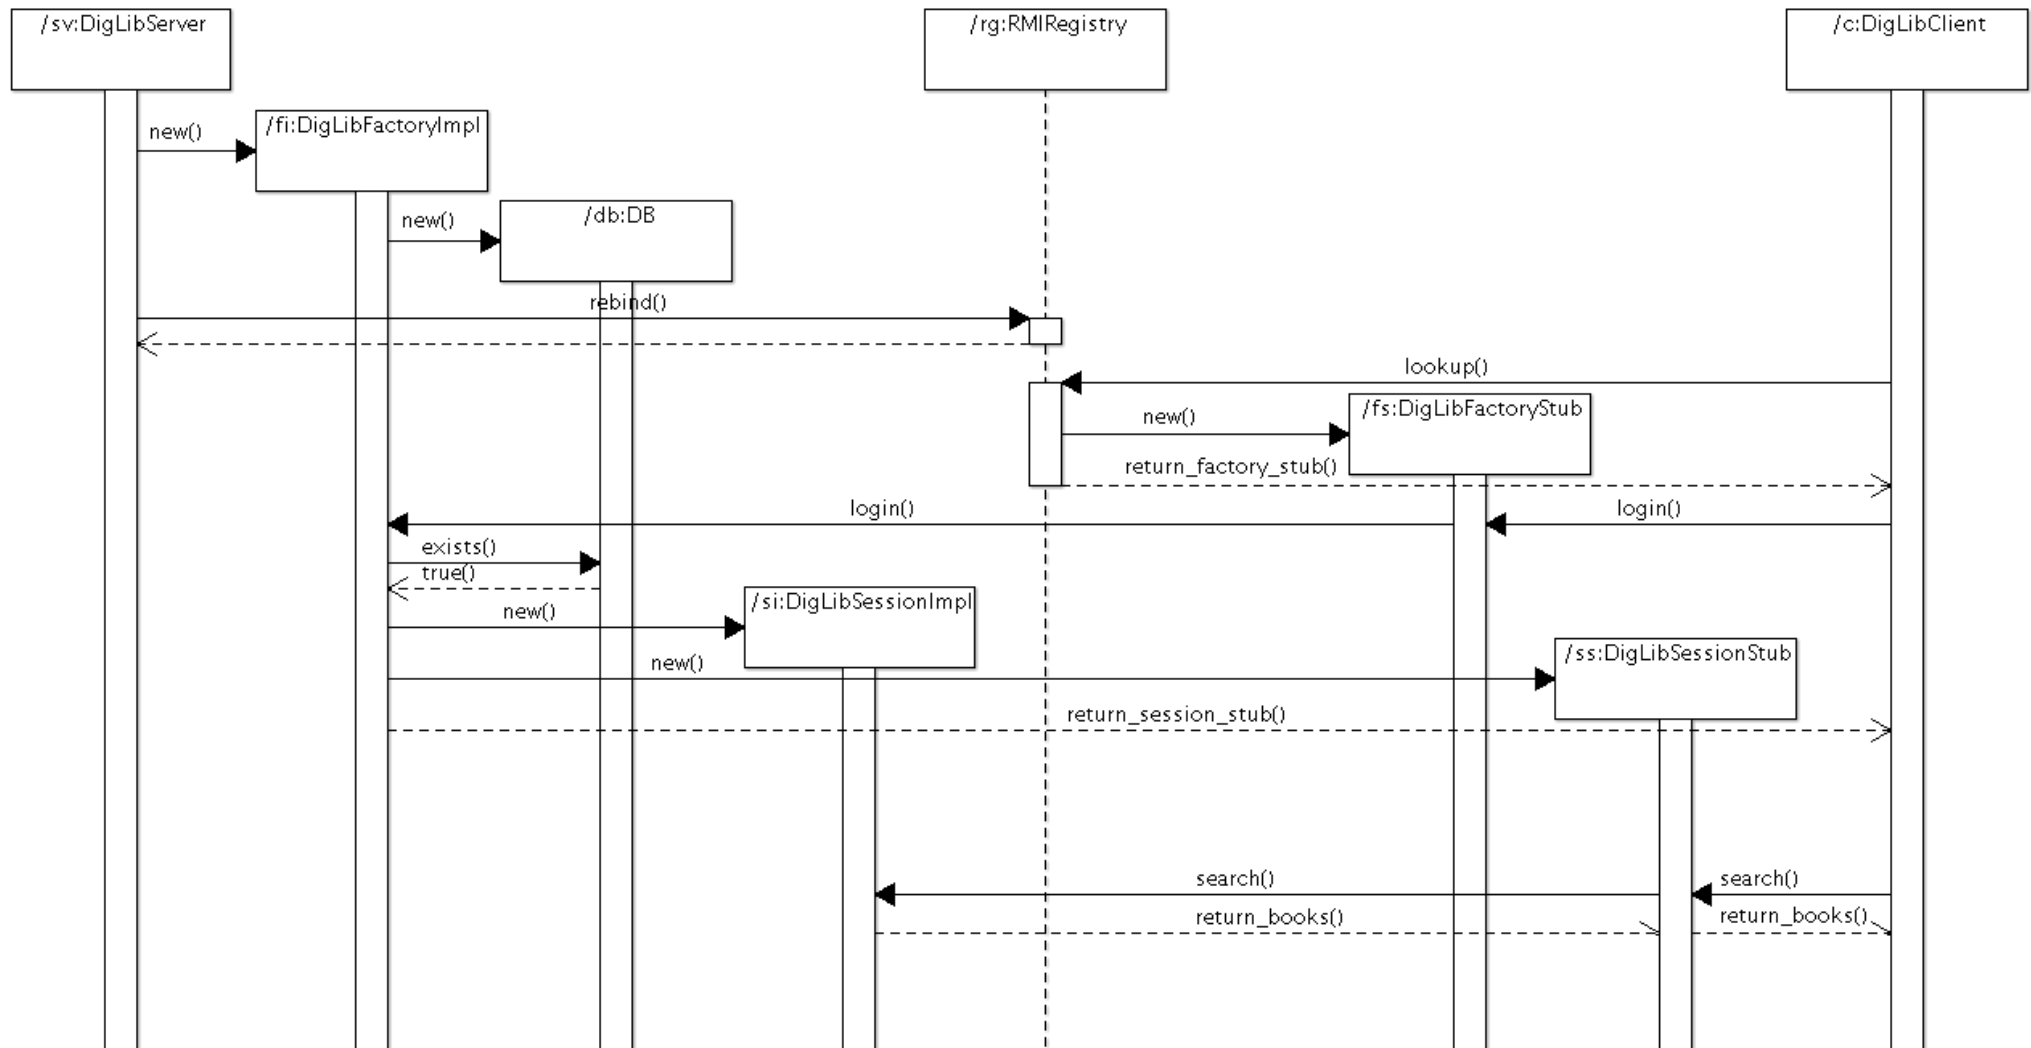 /sv:DigLibServer
/rg:RMIRegistry
/c:DigLibClient
new()
/fi:DigLibFactoryImpl
new()
/db:DB
rebind()
lookup()
new()
/fs:DigLibFactoryStub
return_factory_stub()
login()
login()
exists()
true()
new()
/si:DigLibSessionImpl
new()
/ss:DigLibSessionStub
return_session_stub()
search()
search()
return_books()
return_books()